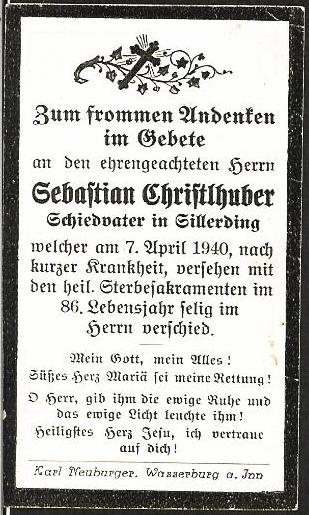 Zum frommen Andenken
im Gebete
an den ehrengeachteten Herrn
Sebastian Christlhuber
Schiedvater in Sillerding
welcher am 7. April 1940, nach
kurzer Krankheit, versehen mit
den heil. Sterbesakramenten im
86. Lebensjahr selig im
Herrn verschied.
Mein Gott, mein Alles!
Süßes Herz Mariä sei meine Rettung!
O Herr, gib ihm die ewige Ruhe und
das ewige Licht leuchte ihm!
Heiligstes Herz Jesu, ich vertraue
auf dich!
Karl Neuburger, Wasserburg a. Inn